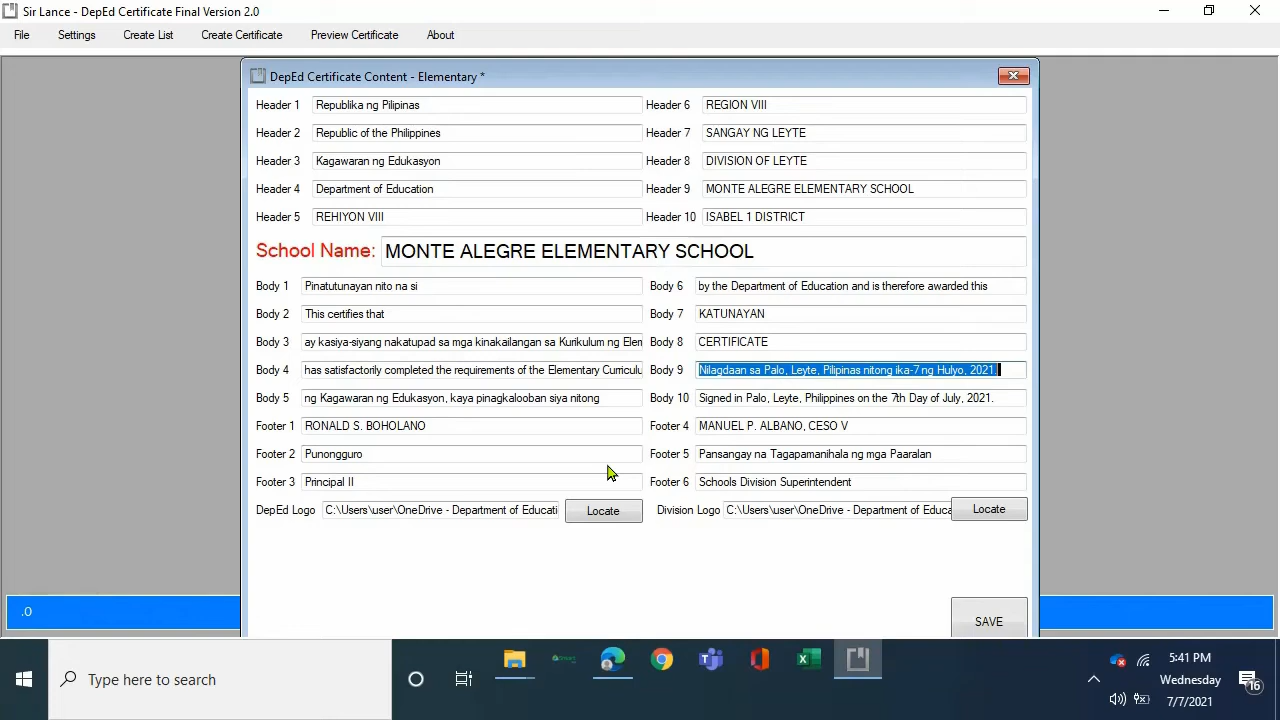 Sir Lance - DepEd Certificate Final Version 2.0
File Settings Create List Create Certificate Preview Certificate About
DepEd Certificate Content - Elementary *
Header 1 Republika ng Pilipinas Header 6 REGION VIII
Header 2 Republic of the Philippines Header 7 SANGAY NG LEYTE
Header 3 Kagawaran ng Edukasyon Header 8 DIVISION OF LEYTE
Header 4 Department of Education Header 9 MONTE ALEGRE ELEMENTARY SCHOOL
Header 5 REHIYON VIII Header 10 ISABEL 1 DISTRICT
School Name: MONTE ALEGRE ELEMENTARY SCHOOL
Body 1 Pinatutunayan nito na si Body 6 by the Department of Education and is therefore awarded this
Body 2 This certifies that Body 7 KATUNAYAN
Body 3 ay kasiya-siyang nakatupad sa mga kinakailangan sa Kurikulum ng Elem Body 8 CERTIFICATE
Body 4 has satisfactorily completed the requirements of the Elementary Curriculu Body 9 Nilagdaan sa Palo, Leyte, Pilipinas nitong ika-7 ng Hulyo, 2021.
Body 5 ng Kagawaran ng Edukasyon, kaya pinagkalooban siya nitong Body 10 Signed in Palo, Leyte, Philippines on the 7th Day of July, 2021.
Footer 1 RONALD S. BOHOLANO Footer 4 MANUEL P. ALBANO, CESO V
Footer 2 Punongguro Footer 5 Pansangay na Tagapamanihala ng mga Paaralan
Footer 3 Principal II Footer 6 Schools Division Superintendent
DepEd Logo C:\Users\user\OneDrive - Department of Educati Locate Division Logo C:\Users\user\OneDrive - Department of Educa Locate
.O
SAVE
Type here to search
5:41 PM
Wednesday
7/7/2021
16